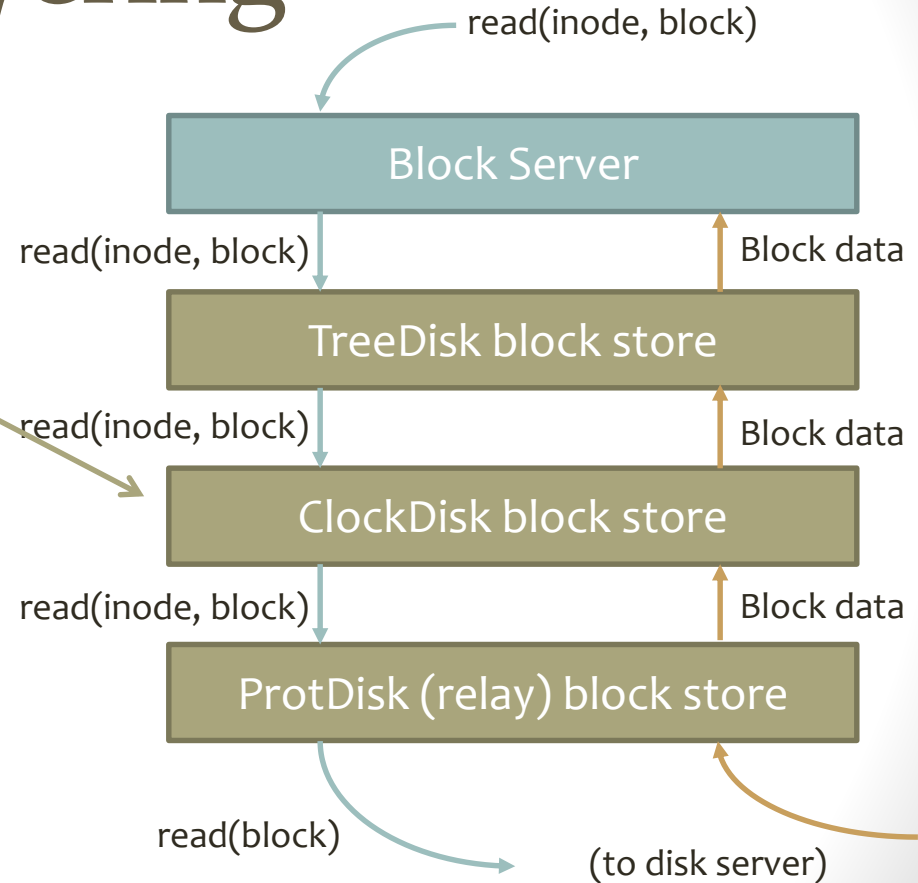 read(inode, block)
Block Server
read(inode, block)
Block data
TreeDisk block store
read(inode, block)
Block data
ClockDisk block store
read(inode, block)
Block data
ProtDisk (relay) block store
read(block)
(to disk server)